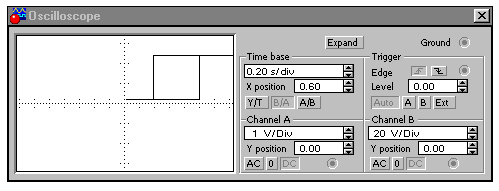 Oscilloscope
Expand
Ground
Time base
0.20 s/div
X position 0.60
Y/T B/A A/B
Trigger
Edge
Level 0.00
Auto A B Ext
Channel A
1 V/Div
Y position 0.00
AC 0 DC
Channel B
20 V/Div
Y position 0.00
AC 0 DC